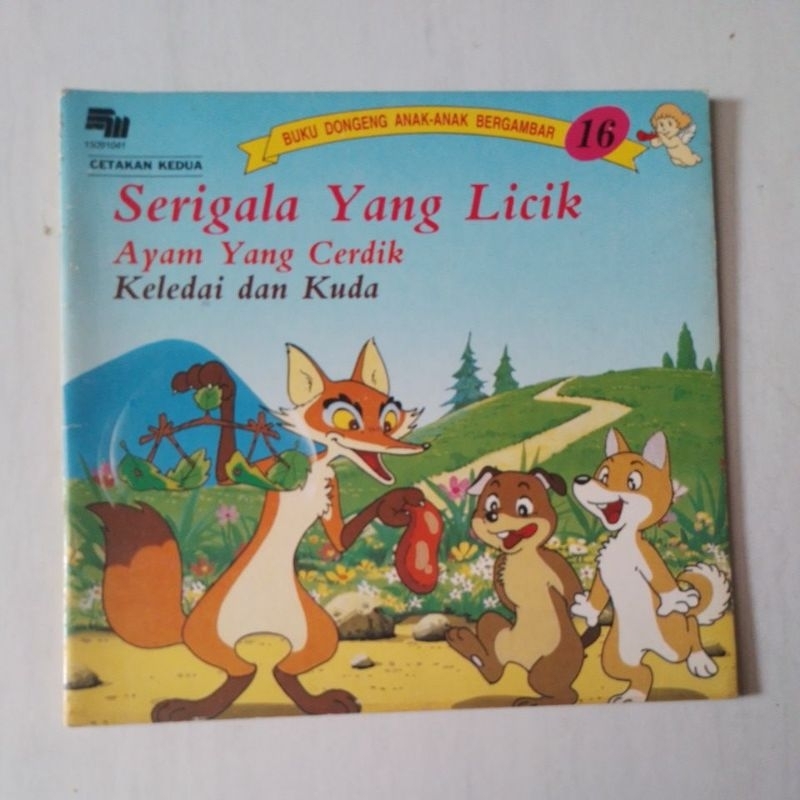 15091041
CETAKAN KEDUA
BUKU DONGENG ANAK-ANAK BERGAMBAR
16
Serigala Yang Licik
Ayam Yang Cerdik
Keledai dan Kuda